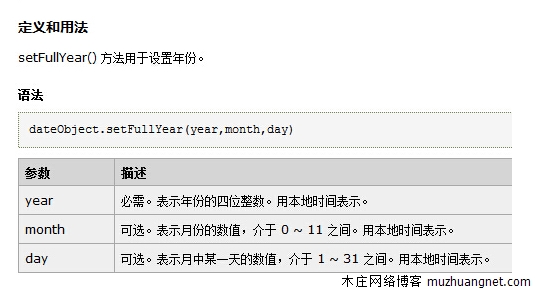 定义和用法
setFullYear() 方法用于设置年份。
语法
dateObject.setFullYear(year,month,day)
参数 描述
year 必需。表示年份的四位整数。用本地时间表示。
month 可选。表示月份的数值，介于 0 ~ 11 之间。用本地时间表示。
day 可选。表示月中某一天的数值，介于 1 ~ 31 之间。用本地时间表示。
木庄网络博客 muzhuangnet.com